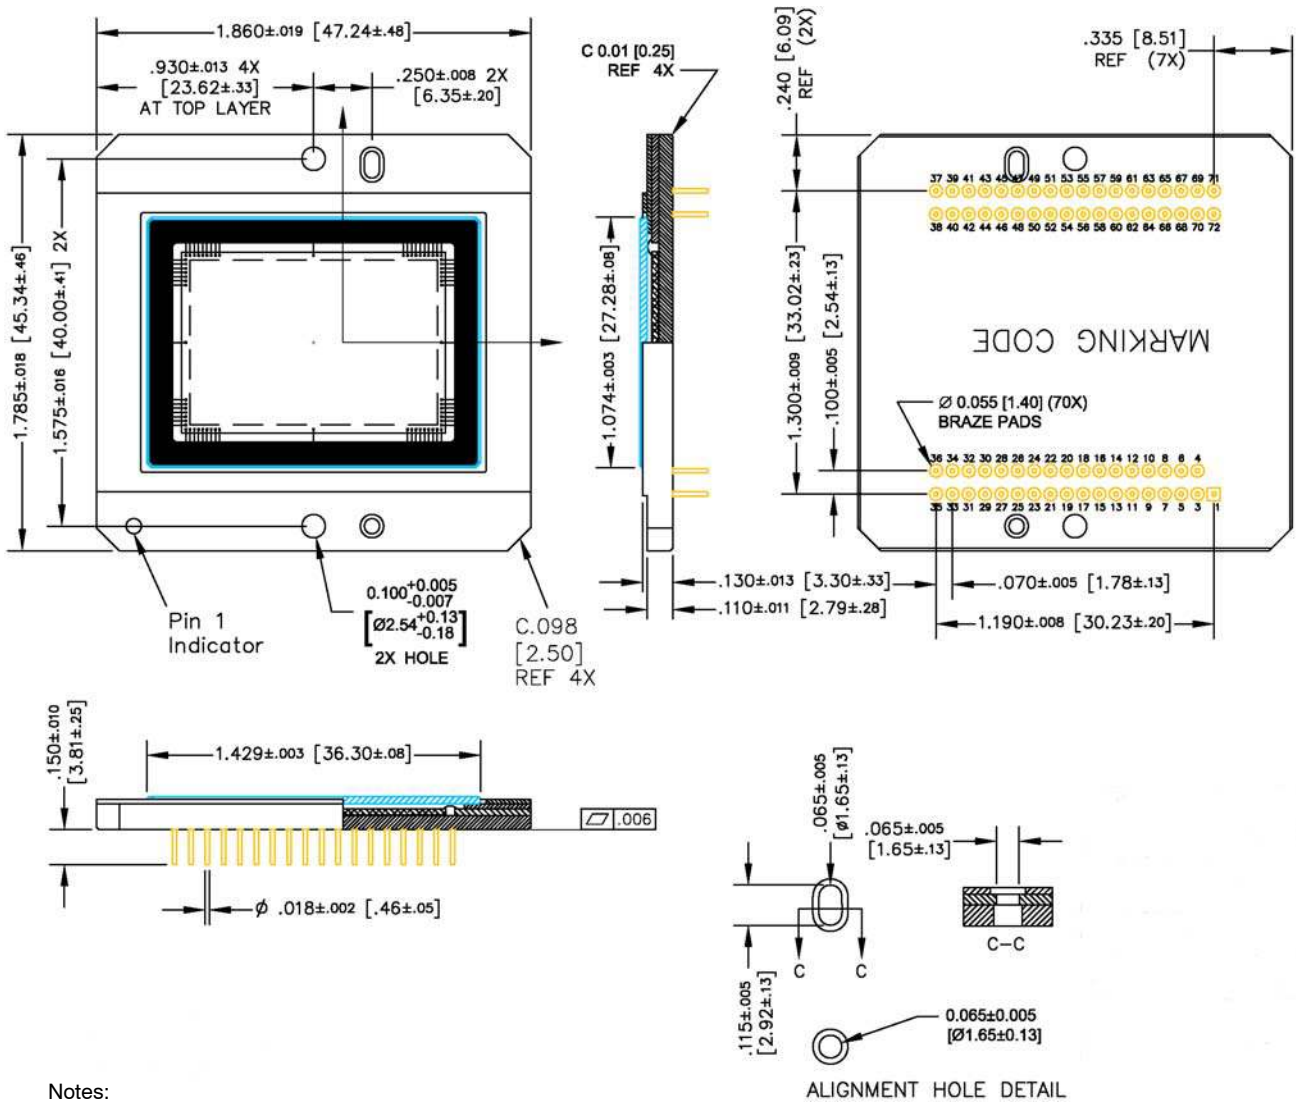 1.860±.019 [47.24±.48]
.930±.013 4X
[23.62±.33]
AT TOP LAYER
.250±.008 2X
[6.35±.20]
1.785±.018 [45.34±.46]
1.575±.016 [40.00±.41] 2X
Pin 1
Indicator
0.100+0.005
-0.007
[Ø2.54+0.13
-0.18]
2X HOLE
C.098
[2.50]
REF 4X
C 0.01 [0.25]
REF 4X
1.074±.003 [27.28±.08]
.130±.013 [3.30±.33]
.110±.011 [2.79±.28]
.240 [6.09]
REF (2X)
.335 [8.51]
REF (7X)
1.300±.009 [33.02±.23]
.100±.005 [2.54±.13]
37 39 41 43 45 47 49 51 53 55 57 59 61 63 65 67 69 71
38 40 42 44 46 48 50 52 54 56 58 60 62 64 66 68 70 72
MARKING CODE
Ø 0.055 [1.40] (70X)
BRAZE PADS
36 34 32 30 28 26 24 22 20 18 16 14 12 10 8 6 4
35 33 31 29 27 25 23 21 19 17 15 13 11 9 7 5 3 1
.070±.005 [1.78±.13]
1.190±.008 [30.23±.20]
.150±.010
[3.81±.25]
1.429±.003 [36.30±.08]
.006
ϕ .018±.002 [.46±.05]
.065±.005
[ø1.65±.13]
.065±.005
[1.65±.13]
.115±.005
[2.92±.13]
C C
C-C
0.065±0.005
[Ø1.65±0.13]
ALIGNMENT HOLE DETAIL
Notes: